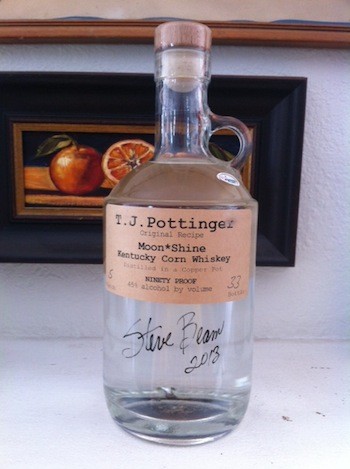 T.J.Pottinger
Original Recipe
Moon*Shine
Kentucky Corn Whiskey
Distilled in a Copper Pot
NINETY PROOF
45% alcohol by volume
33
Steve Beam
2013